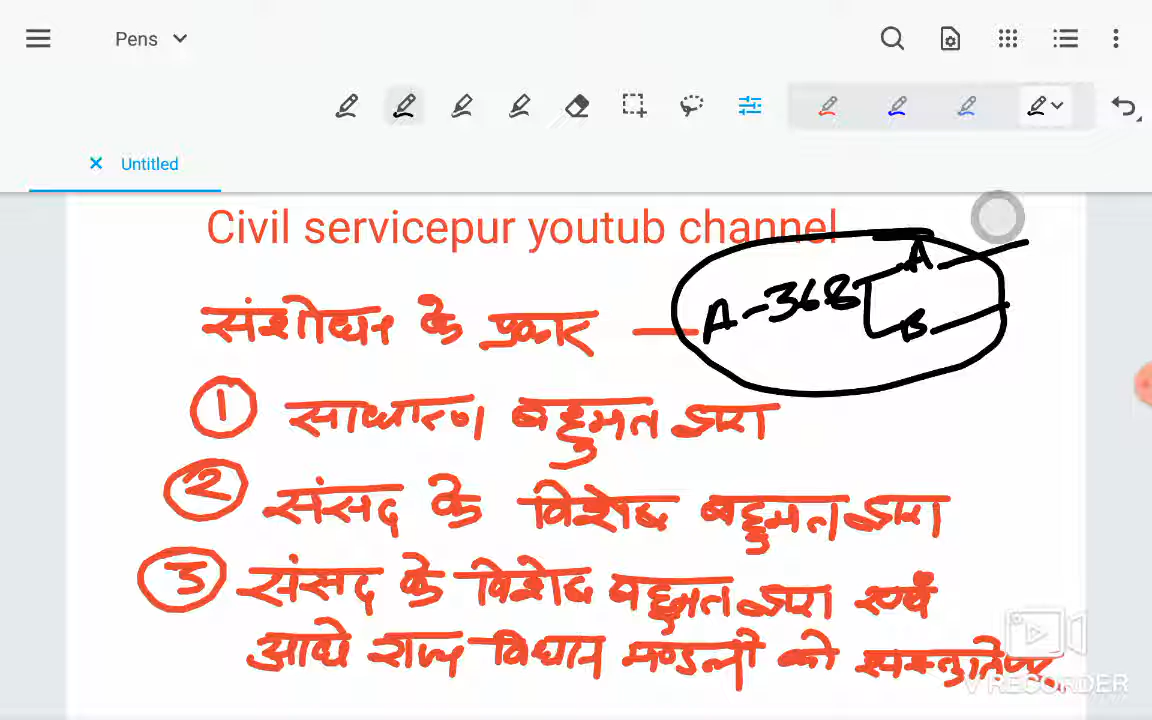 Pens
Untitled
Civil servicepur youtub channel
संशोधन के प्रकार — A-368 A B
① साधारण बहुमत द्वारा
② संसद के विशेष बहुमत द्वारा
③ संसद के विशेष बहुमत द्वारा एवं
आधे राज्य विधान मण्डलों की
V RECORDER